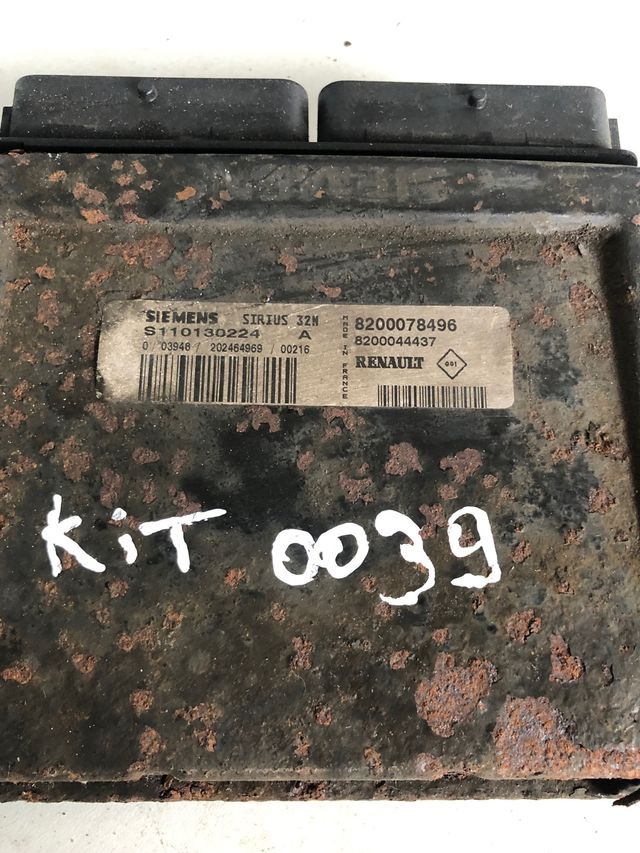 SIEMENS SIRIUS 32N
S110130224 A
0 / 03946 / 202464969 / 00216
MADE IN FRANCE
8200078496
8200044437
RENAULT
KiT 0039